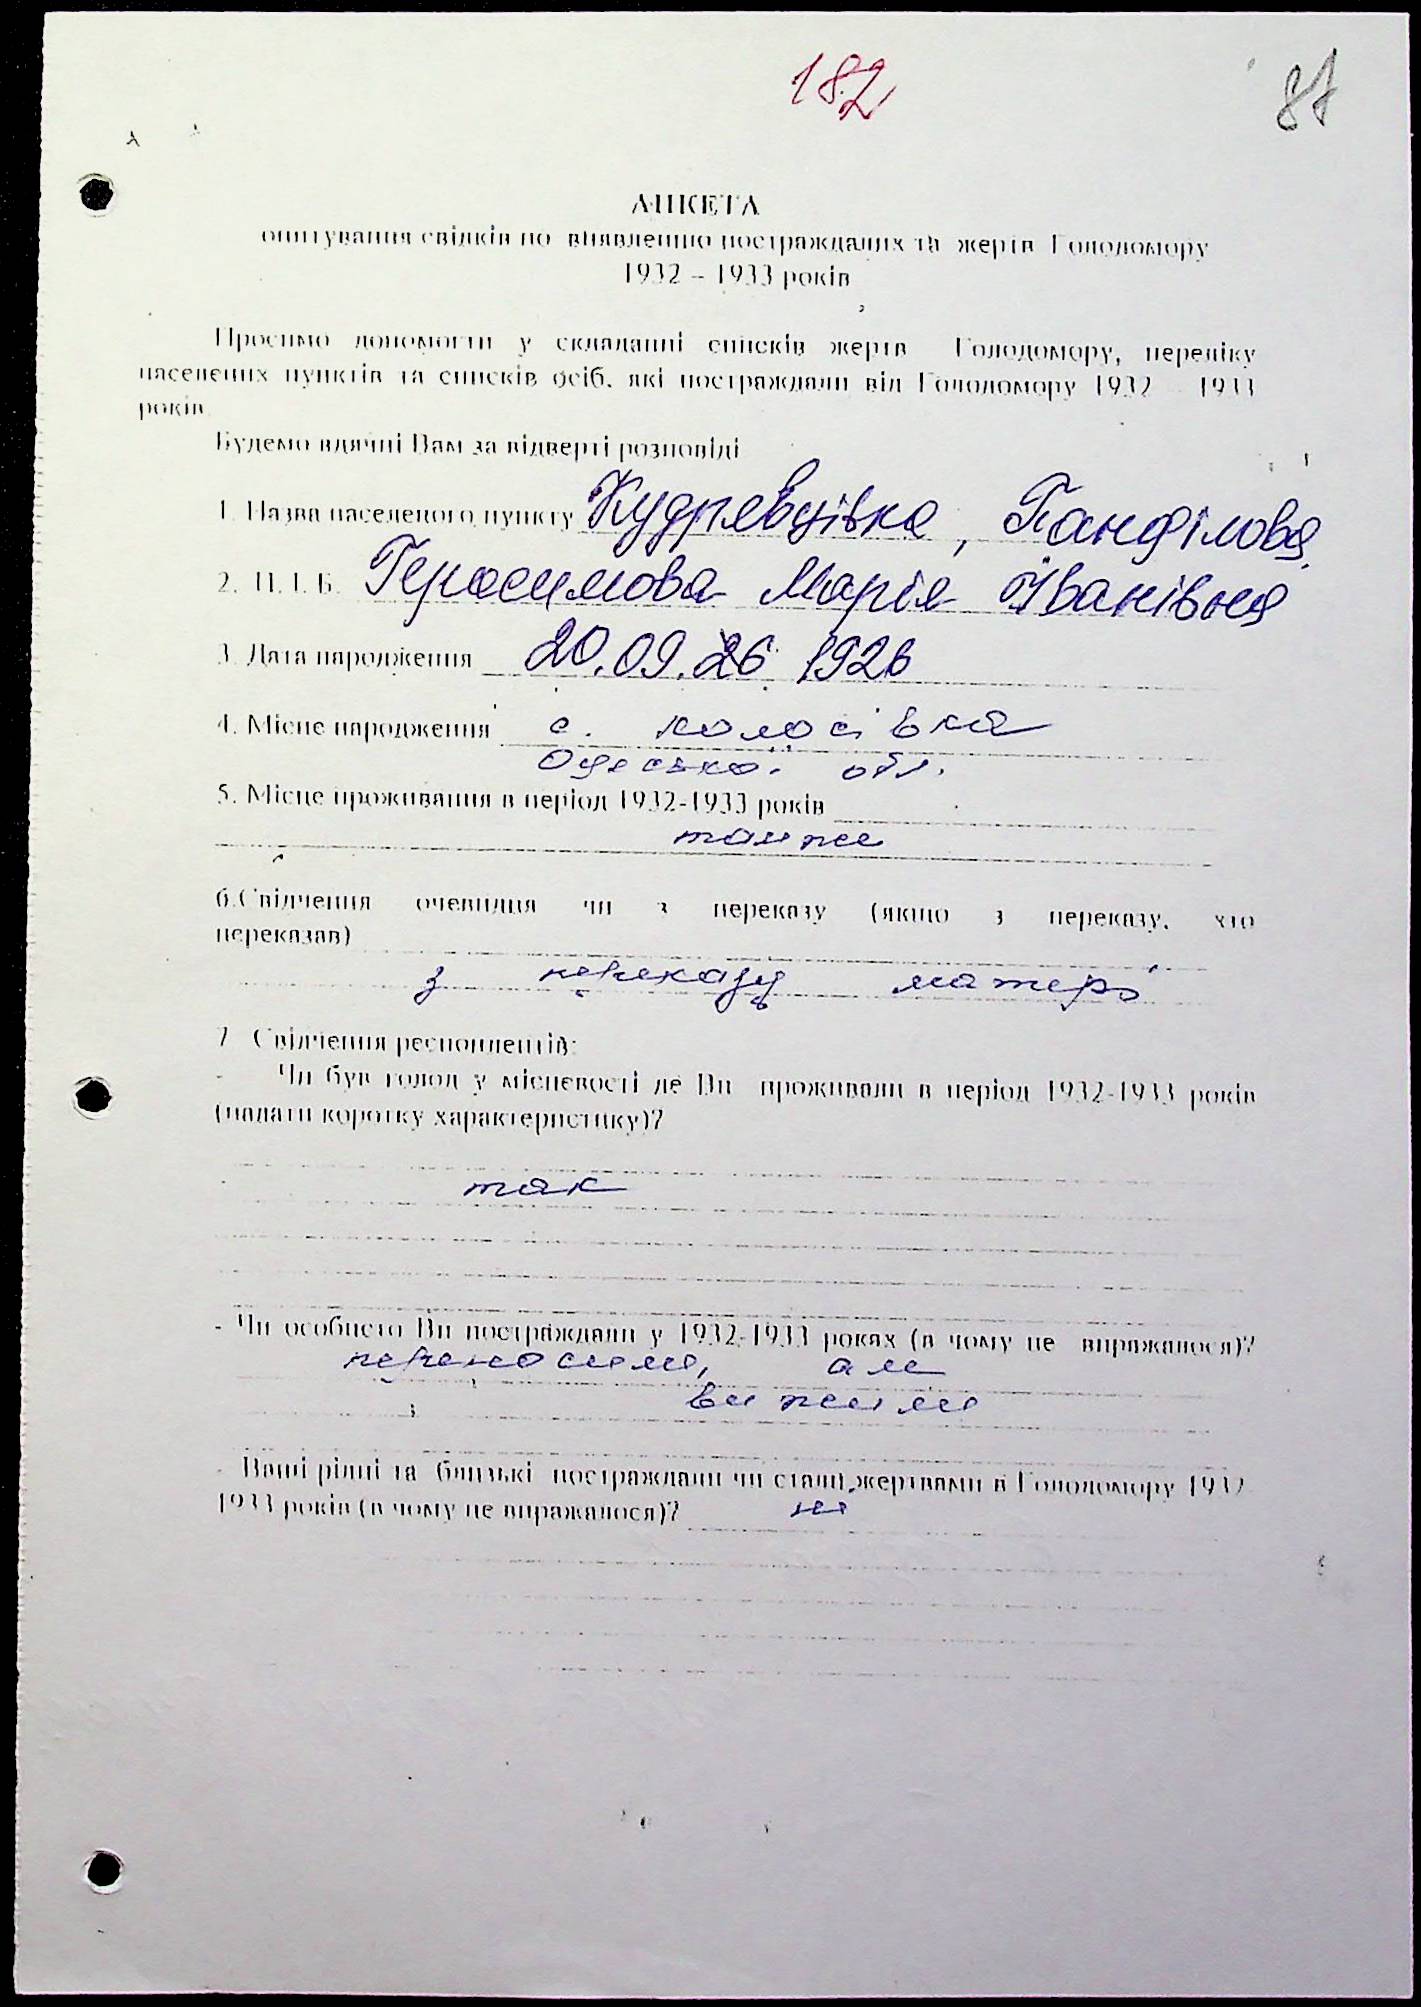 182
87
АНКЕТА
опитування свідків по виявленню постраждалих та жертв Голодомору
1932 – 1933 років
Просимо допомогти у складанні списків жертв Голодомору, переліку
населених пунктів та списків осіб, які постраждали від Голодомору 1932 - 1933
років.
Будемо вдячні Вам за відверті розповіді
1. Назва населеного пункту Кудрявцівка, Панфілова
2. П. І. Б. Герасимова Марія Іванівна
3. Дата народження 20.09.26 1926
4. Місце народження с. колосівка
Одеської обл.
5. Місце проживання в період 1932-1933 років
там же
6.Свідчення очевидця чи з переказу (якщо з переказу, хто
переказав)
з переказу матері
7. Свідчення респондентів:
- Чи був голод у місцевості де Ви проживали в період 1932-1933 років
(надати коротку характеристику)?
так
- Чи особисто Ви постраждали у 1932-1933 роках (в чому це виражалося)?
але
вижили
- Ваші рідні та близькі постраждали чи стали жертвами в Голодомору 1932
1933 років (в чому це виражалося)? ні